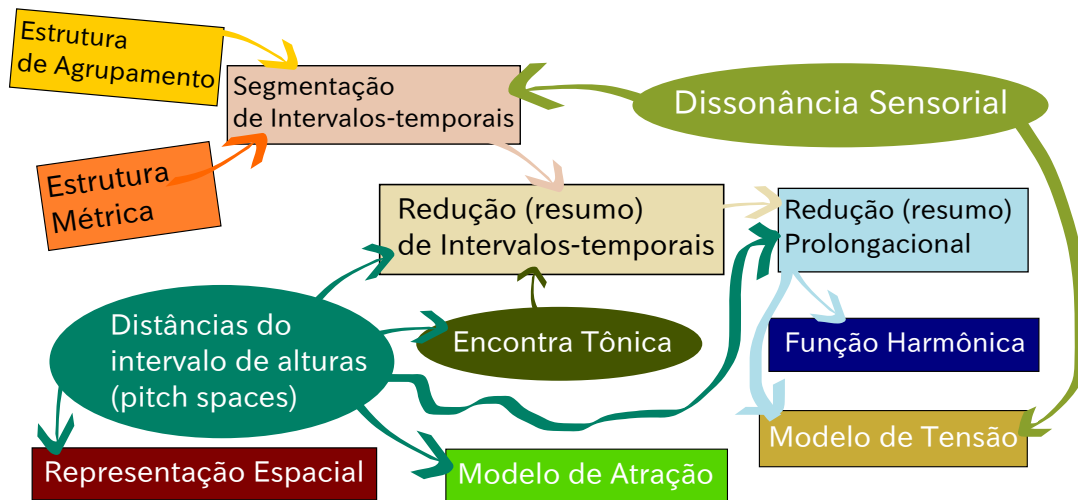 Estrutura
de Agrupamento
Segmentação
de Intervalos-temporais
Dissonância Sensorial
Estrutura
Métrica
Redução (resumo)
de Intervalos-temporais
Redução (resumo)
Prolongacional
Distâncias do
intervalo de alturas
(pitch spaces)
Encontra Tônica
Função Harmônica
Modelo de Tensão
Representação Espacial
Modelo de Atração